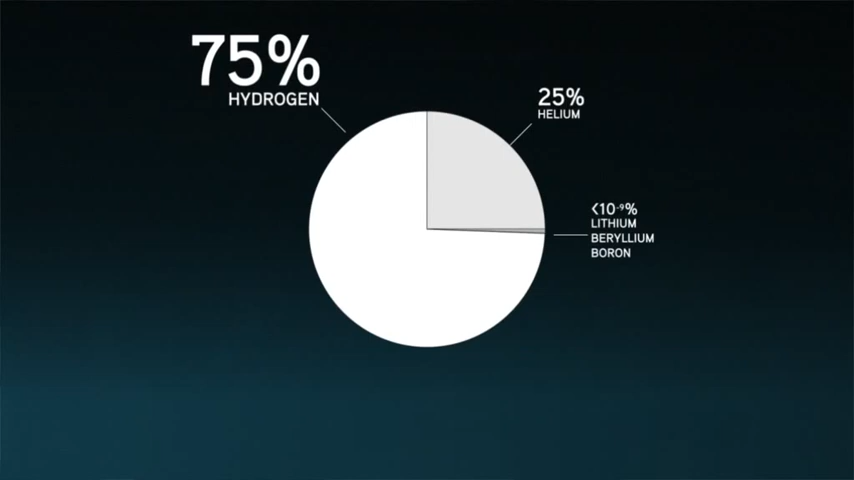 75%
HYDROGEN
25%
HELIUM
<10⁻⁹%
LITHIUM
BERYLLIUM
BORON